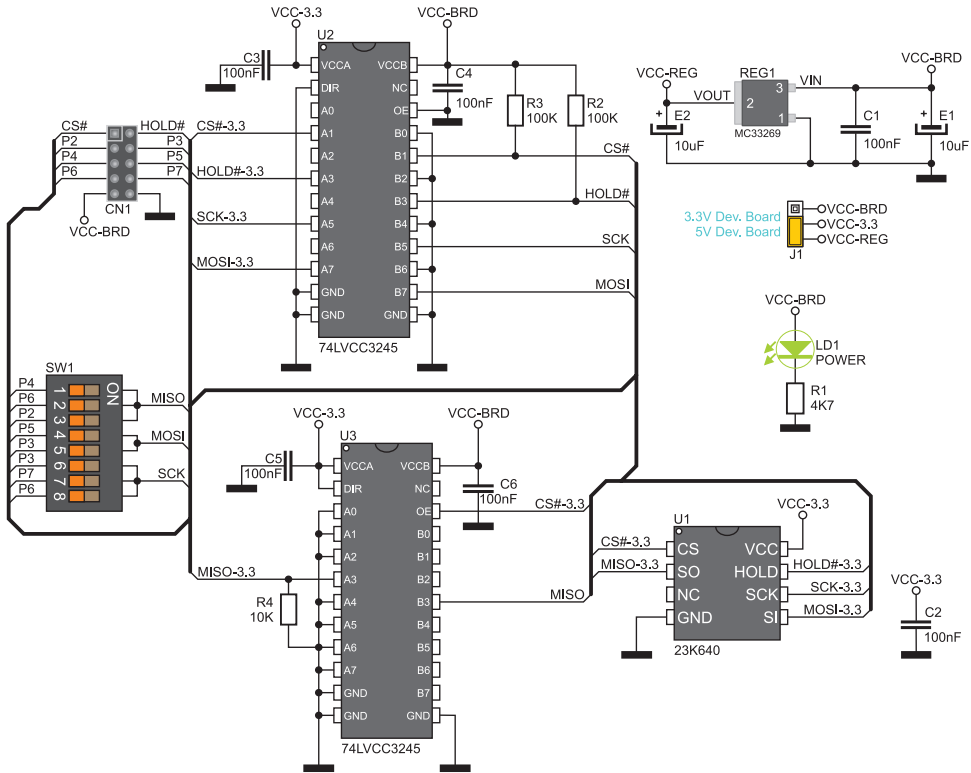 VCC-3.3
VCC-BRD
U2
C3
100nF
VCCA
DIR
A0
A1
A2
A3
A4
A5
A6
A7
GND
GND
VCCB
NC
OE
B0
B1
B2
B3
B4
B5
B6
B7
74LVCC3245
C4
100nF
R3
100K
R2
100K
CS#
HOLD#
SCK
MOSI
CS#
P2
P4
P6
HOLD#
P3
P5
P7
CN1
VCC-BRD
CS#-3.3
HOLD#-3.3
SCK-3.3
MOSI-3.3
VCC-REG
REG1
VCC-BRD
VOUT
2
3
1
VIN
MC33269
+
E2
10uF
C1
100nF
+
E1
10uF
3.3V Dev. Board
5V Dev. Board
VCC-BRD
VCC-3.3
VCC-REG
J1
VCC-BRD
LD1
POWER
R1
4K7
SW1
P4
P6
P2
P5
P3
P3
P7
P6
1
2
3
4
5
6
7
8
ON
MISO
MOSI
SCK
VCC-3.3
VCC-BRD
U3
C5
100nF
VCCA
DIR
A0
A1
A2
A3
A4
A5
A6
A7
GND
GND
VCCB
NC
OE
B0
B1
B2
B3
B4
B5
B6
B7
GND
74LVCC3245
C6
100nF
CS#-3.3
MISO
MISO-3.3
R4
10K
U1
CS#-3.3
MISO-3.3
CS
SO
NC
GND
VCC
HOLD
SCK
SI
23K640
VCC-3.3
HOLD#-3.3
SCK-3.3
MOSI-3.3
VCC-3.3
C2
100nF